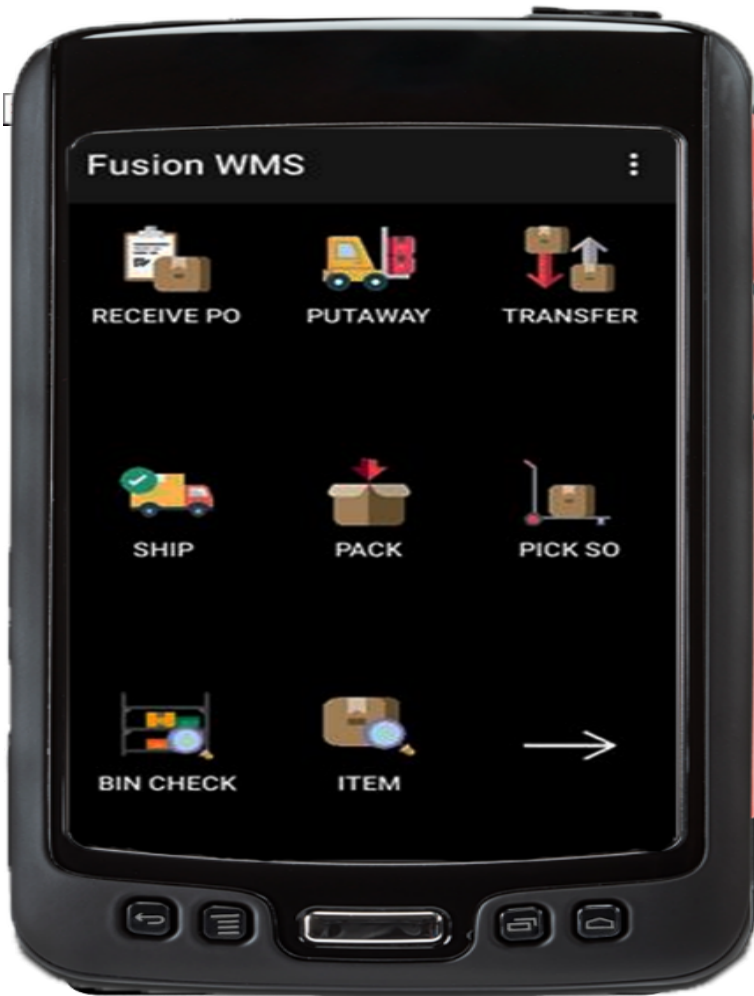 Fusion WMS
RECEIVE PO
PUTAWAY
TRANSFER
SHIP
PACK
PICK SO
BIN CHECK
ITEM